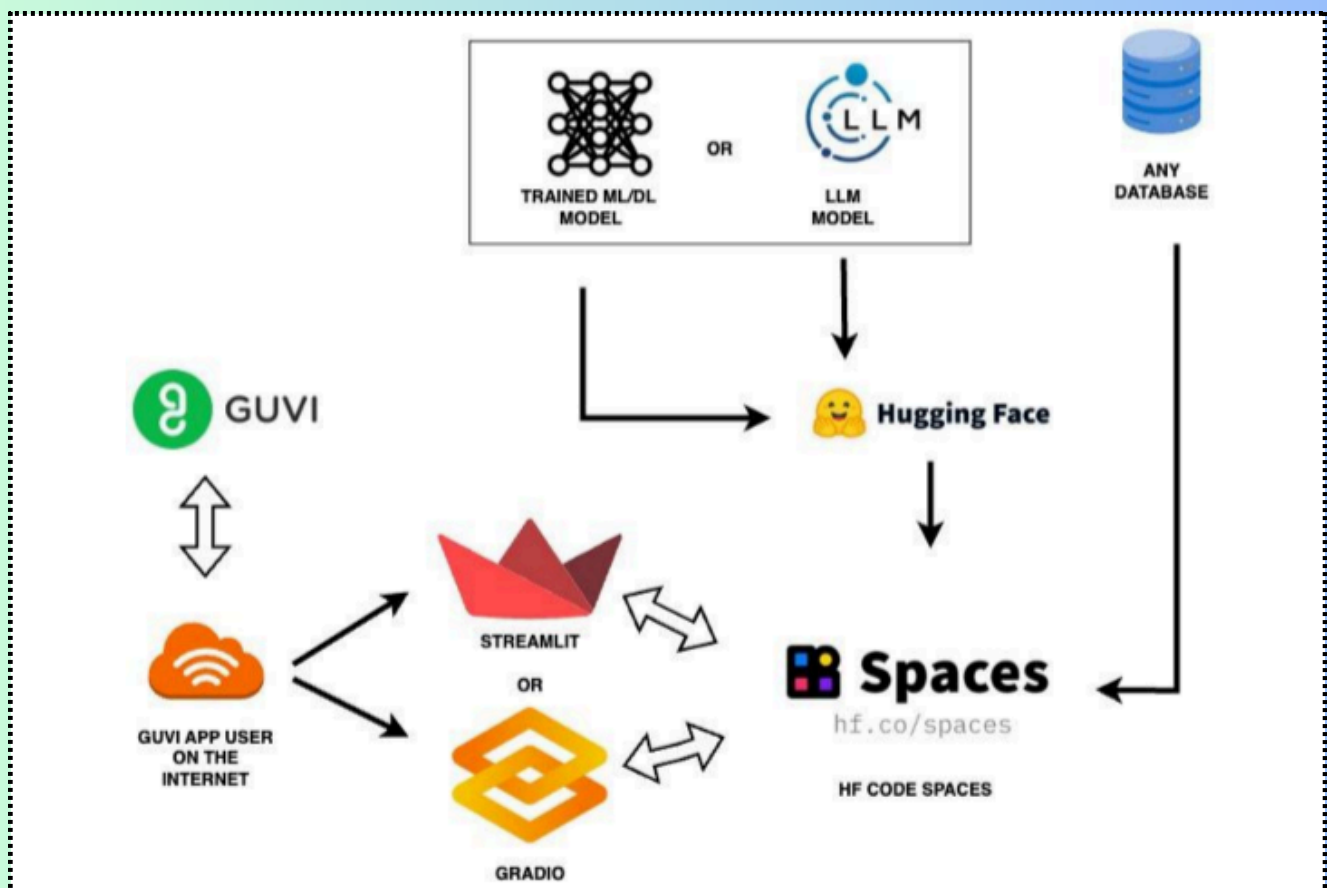 LLM
OR
TRAINED ML/DL
MODEL
LLM
MODEL
ANY
DATABASE
GUVI
Hugging Face
STREAMLIT
OR
GUVI APP USER
ON THE
INTERNET
Spaces
hf.co/spaces
HF CODE SPACES
GRADIO